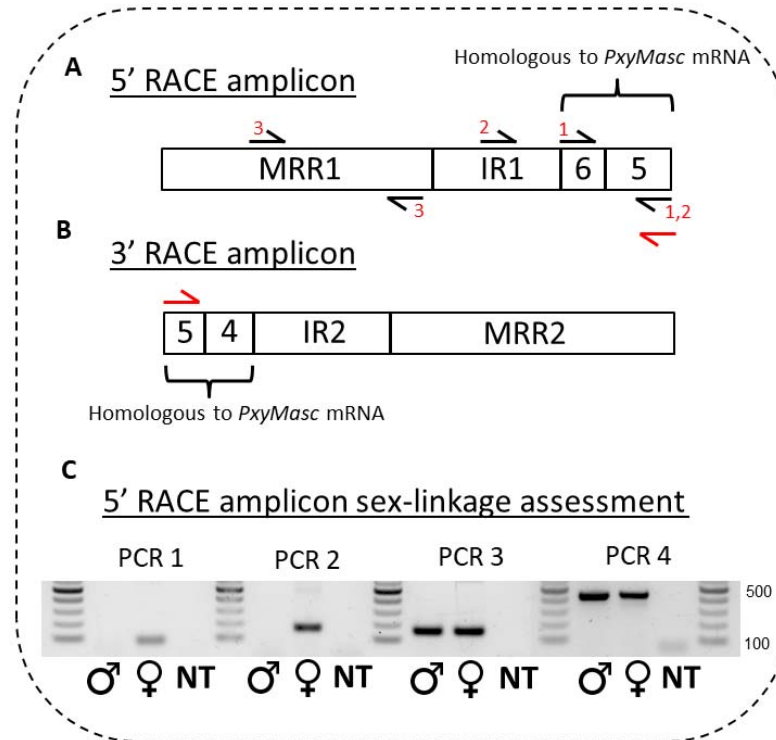 Homologous to PxyMasc mRNA
A
5’ RACE amplicon
3
2
1
MRR1
IR1
6
5
3
1,2
B
3’ RACE amplicon
5
4
IR2
MRR2
Homologous to PxyMasc mRNA
C
5’ RACE amplicon sex-linkage assessment
PCR 1
PCR 2
PCR 3
PCR 4
500
100
♂ ♀ NT ♂ ♀ NT ♂ ♀ NT ♂ ♀ NT